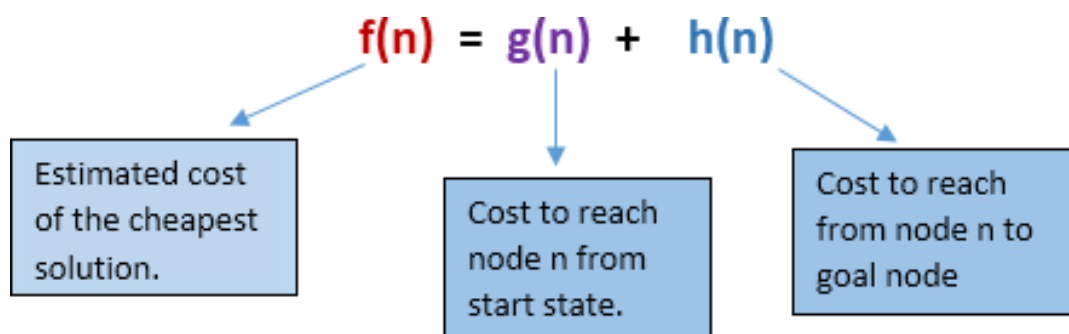 f(n) = g(n) + h(n)
Estimated cost
of the cheapest
solution.
Cost to reach
node n from
start state.
Cost to reach
from node n to
goal node